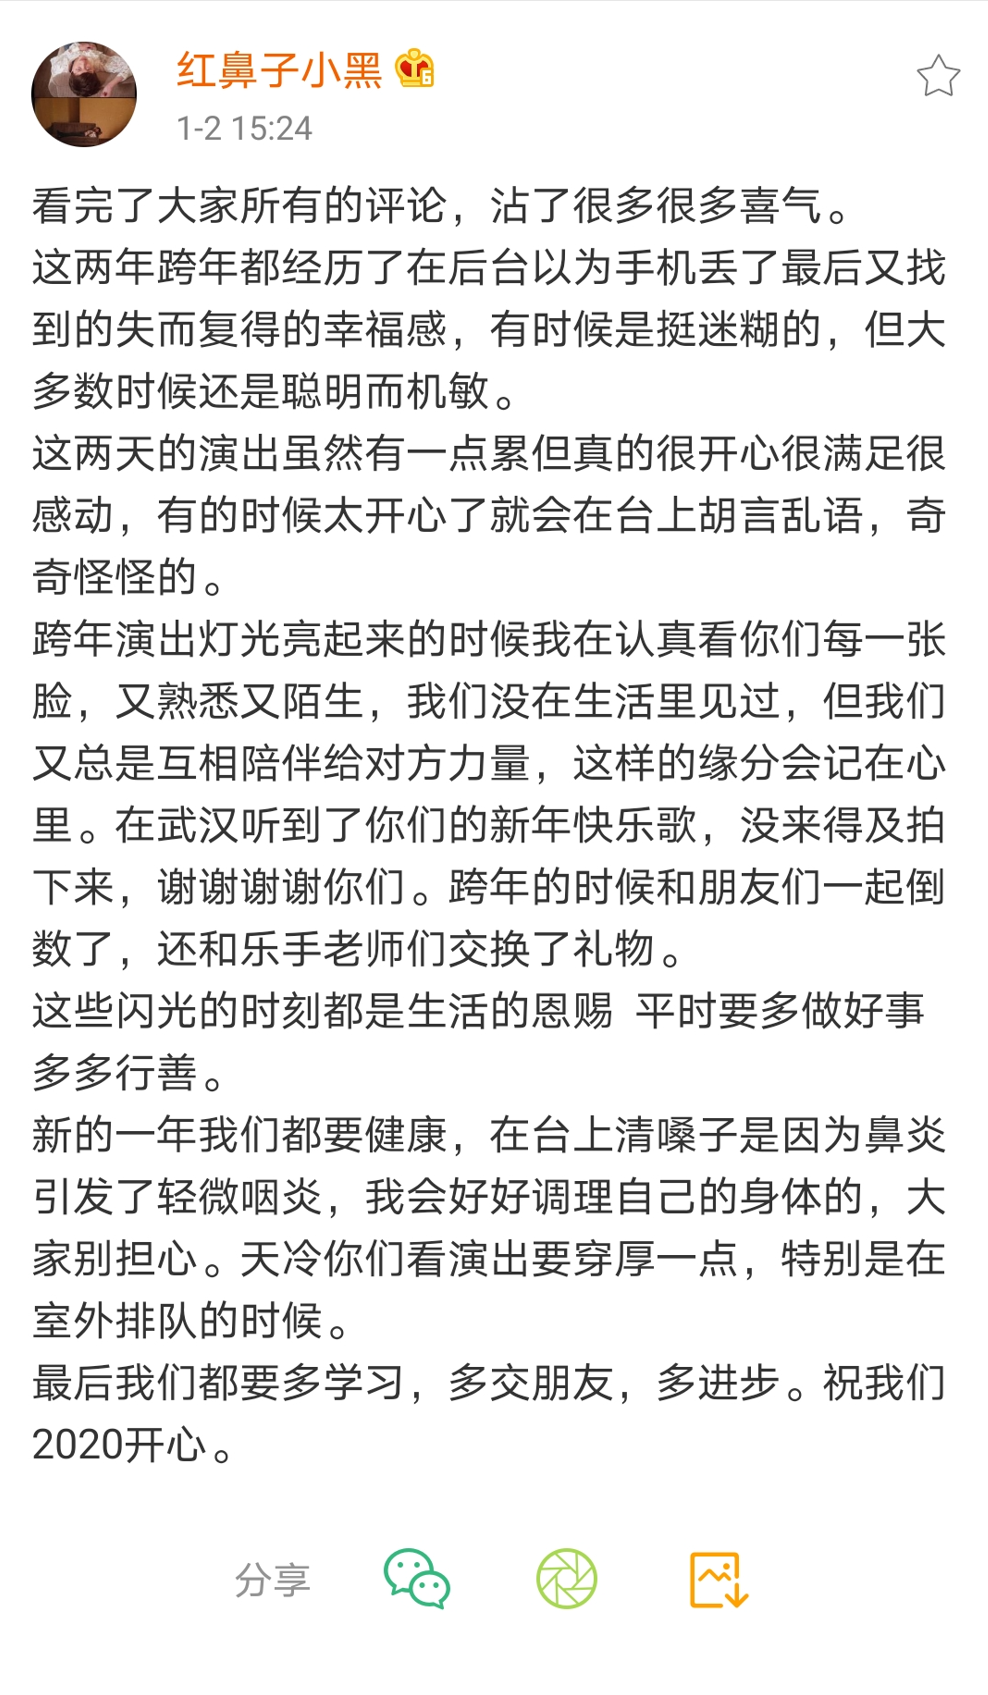 红鼻子小黑
6
1-2 15:24
看完了大家所有的评论，沾了很多很多喜气。
这两年跨年都经历了在后台以为手机丢了最后又找
到的失而复得的幸福感，有时候是挺迷糊的，但大
多数时候还是聪明而机敏。
这两天的演出虽然有一点累但真的很开心很满足很
感动，有的时候太开心了就会在台上胡言乱语，奇
奇怪怪的。
跨年演出灯光亮起来的时候我在认真看你们每一张
脸，又熟悉又陌生，我们没在生活里见过，但我们
又总是互相陪伴给对方力量，这样的缘分会记在心
里。在武汉听到了你们的新年快乐歌，没来得及拍
下来，谢谢谢谢你们。跨年的时候和朋友们一起倒
数了，还和乐手老师们交换了礼物。
这些闪光的时刻都是生活的恩赐 平时要多做好事
多多行善。
新的一年我们都要健康，在台上清嗓子是因为鼻炎
引发了轻微咽炎，我会好好调理自己的身体的，大
家别担心。天冷你们看演出要穿厚一点，特别是在
室外排队的时候。
最后我们都要多学习，多交朋友，多进步。祝我们
2020开心。
分享